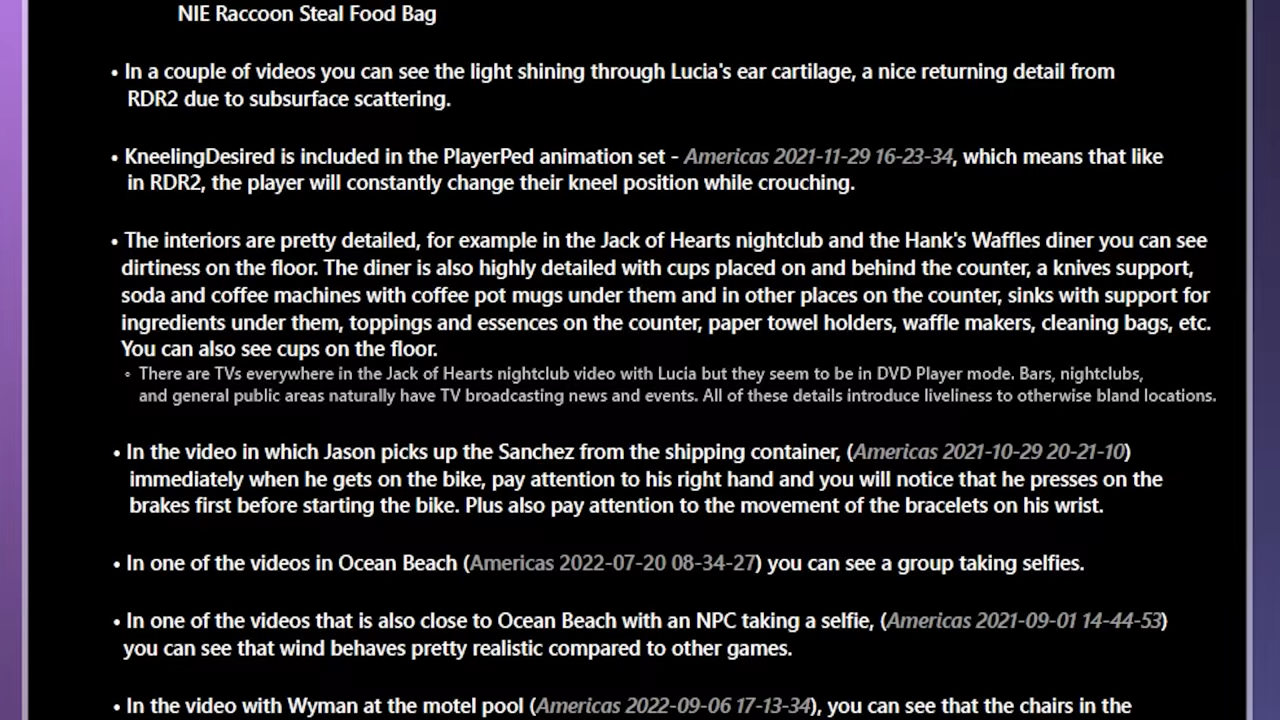 NIE Raccoon Steal Food Bag
• In a couple of videos you can see the light shining through Lucia's ear cartilage, a nice returning detail from
RDR2 due to subsurface scattering.
• KneelingDesired is included in the PlayerPed animation set - Americas 2021-11-29 16-23-34, which means that like
in RDR2, the player will constantly change their kneel position while crouching.
• The interiors are pretty detailed, for example in the Jack of Hearts nightclub and the Hank's Waffles diner you can see
dirtiness on the floor. The diner is also highly detailed with cups placed on and behind the counter, a knives support,
soda and coffee machines with coffee pot mugs under them and in other places on the counter, sinks with support for
ingredients under them, toppings and essences on the counter, paper towel holders, waffle makers, cleaning bags, etc.
You can also see cups on the floor.
◦ There are TVs everywhere in the Jack of Hearts nightclub video with Lucia but they seem to be in DVD Player mode. Bars, nightclubs,
and general public areas naturally have TV broadcasting news and events. All of these details introduce liveliness to otherwise bland locations.
• In the video in which Jason picks up the Sanchez from the shipping container, (Americas 2021-10-29 20-21-10)
immediately when he gets on the bike, pay attention to his right hand and you will notice that he presses on the
brakes first before starting the bike. Plus also pay attention to the movement of the bracelets on his wrist.
• In one of the videos in Ocean Beach (Americas 2022-07-20 08-34-27) you can see a group taking selfies.
• In one of the videos that is also close to Ocean Beach with an NPC taking a selfie, (Americas 2021-09-01 14-44-53)
you can see that wind behaves pretty realistic compared to other games.
• In the video with Wyman at the motel pool (Americas 2022-09-06 17-13-34), you can see that the chairs in the